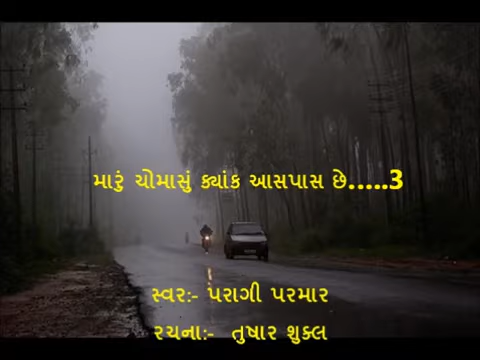 મારું ચોમાસું ક્યાંક આસપાસ છે.....3
સ્વર:- પરાગી પરમાર
રચના:- તુષાર શુક્લ